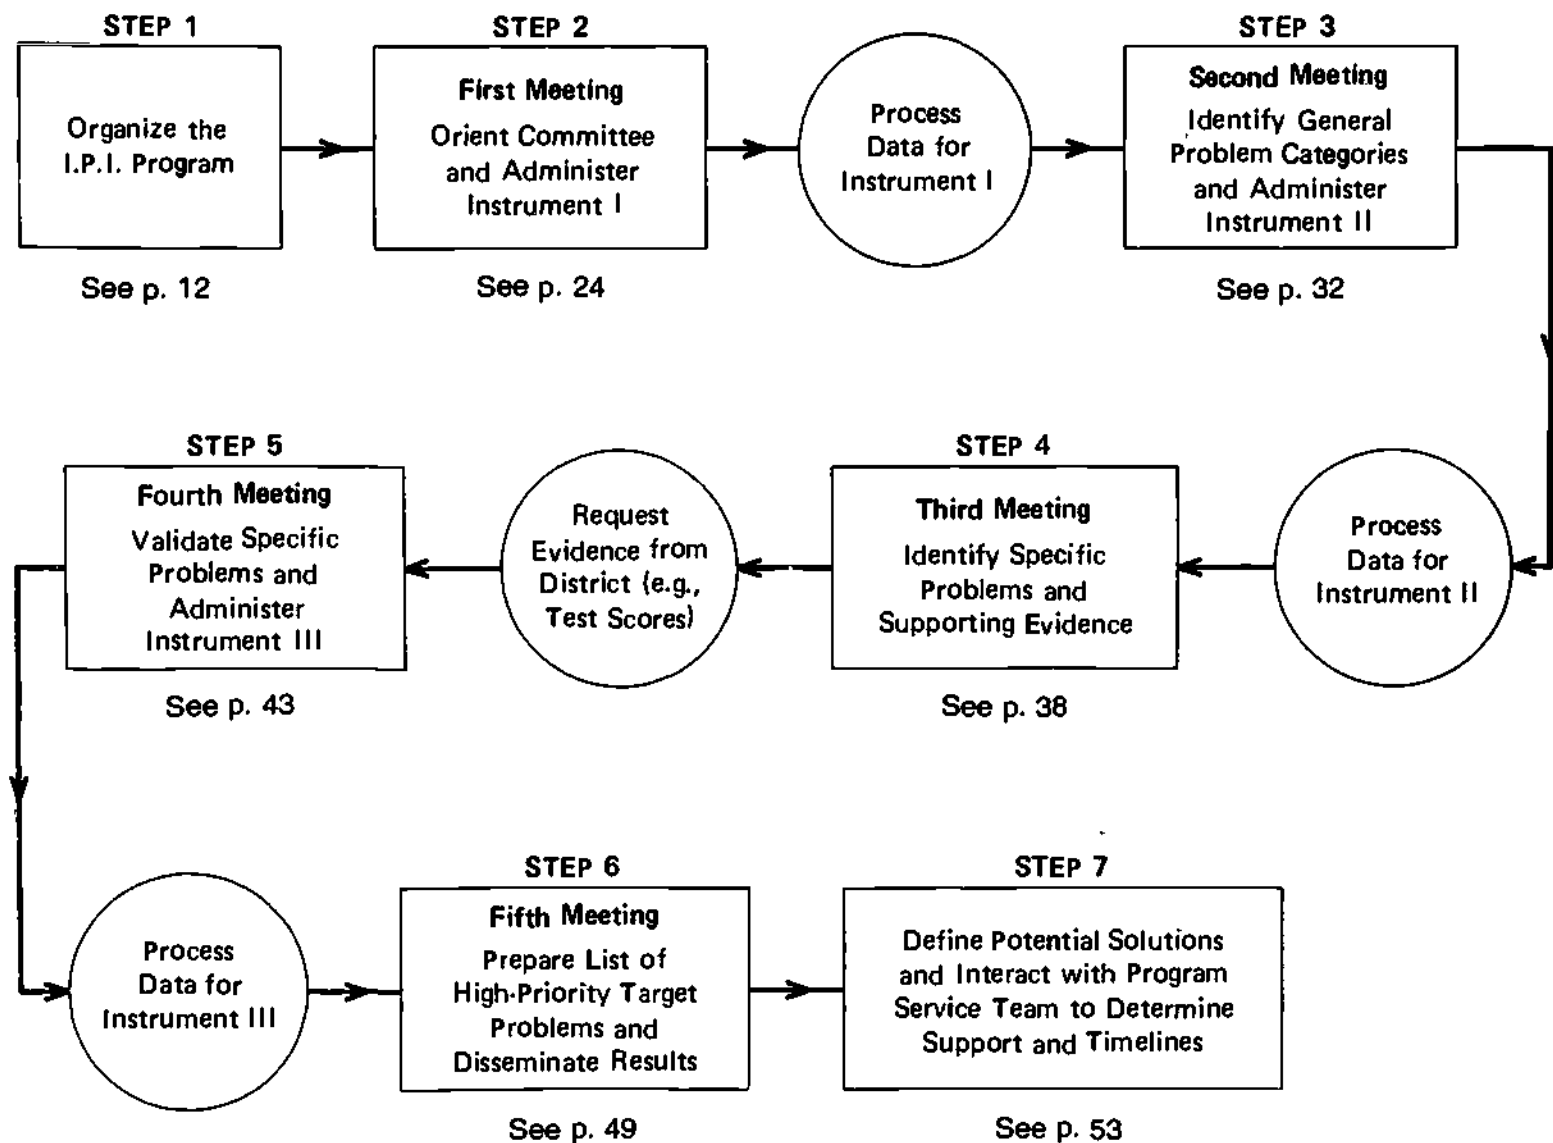 STEP 1
Organize the
I.P.I. Program
See p. 12
STEP 2
First Meeting
Orient Committee
and Administer
Instrument I
See p. 24
Process
Data for
Instrument I
STEP 3
Second Meeting
Identify General
Problem Categories
and Administer
Instrument II
See p. 32
Process
Data for
Instrument II
STEP 4
Third Meeting
Identify Specific
Problems and
Supporting Evidence
See p. 38
Request
Evidence from
District (e.g.,
Test Scores)
STEP 5
Fourth Meeting
Validate Specific
Problems and
Administer
Instrument III
See p. 43
Process
Data for
Instrument III
STEP 6
Fifth Meeting
Prepare List of
High-Priority Target
Problems and
Disseminate Results
See p. 49
STEP 7
Define Potential Solutions
and Interact with Program
Service Team to Determine
Support and Timelines
See p. 53